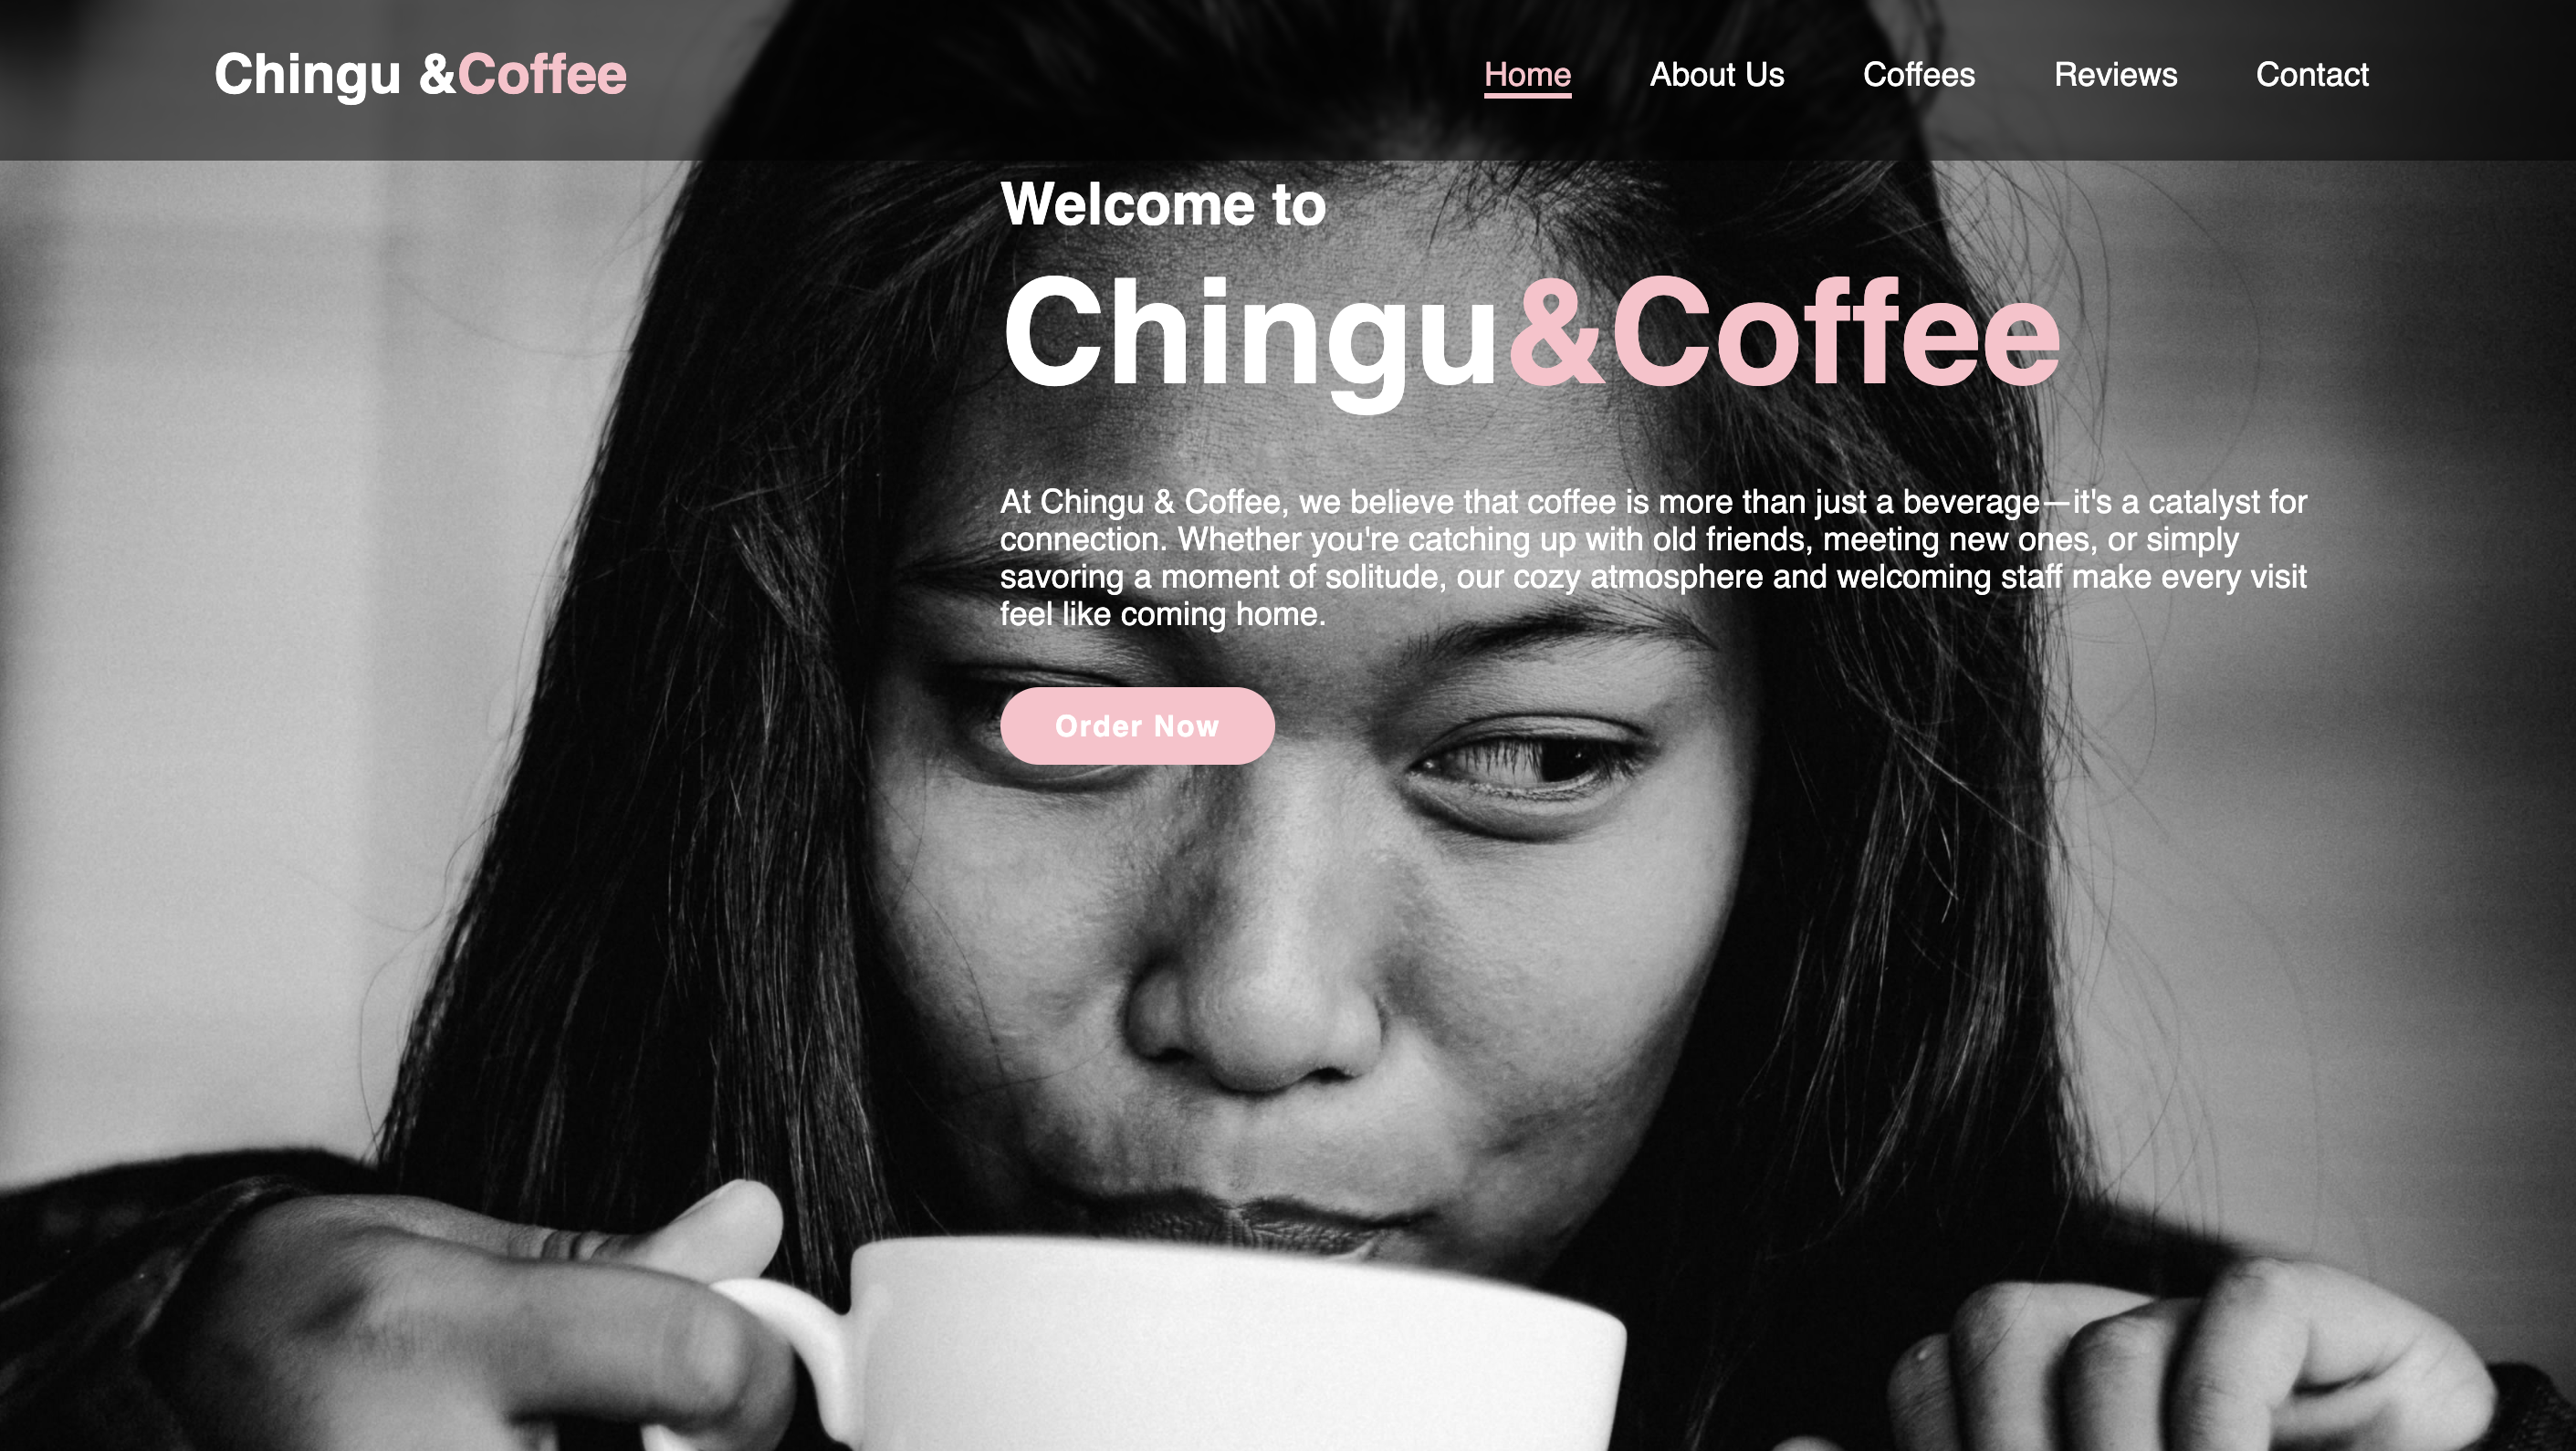 Chingu &Coffee
Home About Us Coffees Reviews Contact
Welcome to
Chingu&Coffee
At Chingu & Coffee, we believe that coffee is more than just a beverage—it's a catalyst for
connection. Whether you're catching up with old friends, meeting new ones, or simply
savoring a moment of solitude, our cozy atmosphere and welcoming staff make every visit
feel like coming home.
Order Now